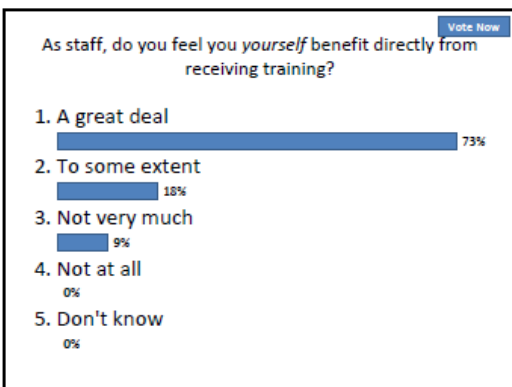 Vote Now
As staff, do you feel you yourself benefit directly from
receiving training?
1. A great deal
73%
2. To some extent
18%
3. Not very much
9%
4. Not at all
0%
5. Don't know
0%